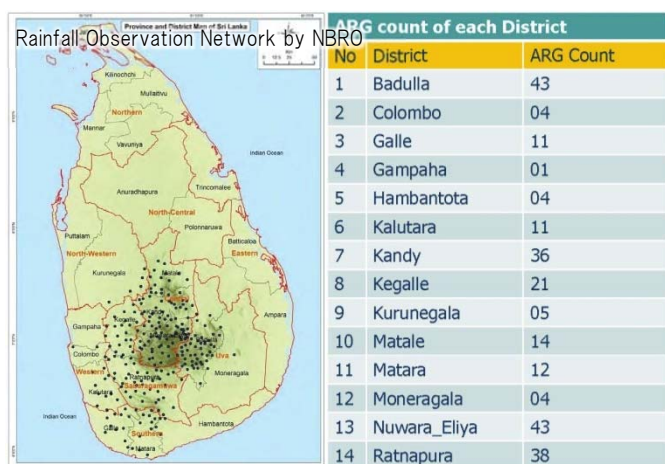 Province and District Map of Sri Lanka
Rainfall Observation Network by NBRO
Kilinochchi
Mullaittivu
Northern
Mannar
Vavuniya
Indian Ocean
Trincomalee
Anuradhapura
North-Central
Polonnaruwa
Puttalam
Batticaloa
North-Western
Eastern
Kurunegala
Matale
Kegalle
Gampaha
Ampara
Colombo
Uva
Western
Ratnapura
Moneragala
Sabaragamuwa
Kalutara
Indian Ocean
Southern
Galle
Hambantota
Matara
ARG count of each District
No District ARG Count
1 Badulla 43
2 Colombo 04
3 Galle 11
4 Gampaha 01
5 Hambantota 04
6 Kalutara 11
7 Kandy 36
8 Kegalle 21
9 Kurunegala 05
10 Matale 14
11 Matara 12
12 Moneragala 04
13 Nuwara_Eliya 43
14 Ratnapura 38